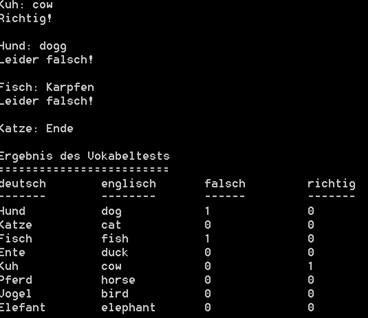 Kuh: cow
Richtig!
Hund: dogg
Leider falsch!
Fisch: Karpfen
Leider falsch!
Katze: Ende
Ergebnis des Vokabeltests
=========================
deutsch englisch falsch richtig
------- -------- ------ -------
Hund dog 1 0
Katze cat 0 0
Fisch fish 1 0
Ente duck 0 0
Kuh cow 0 1
Pferd horse 0 0
Vogel bird 0 0
Elefant elephant 0 0